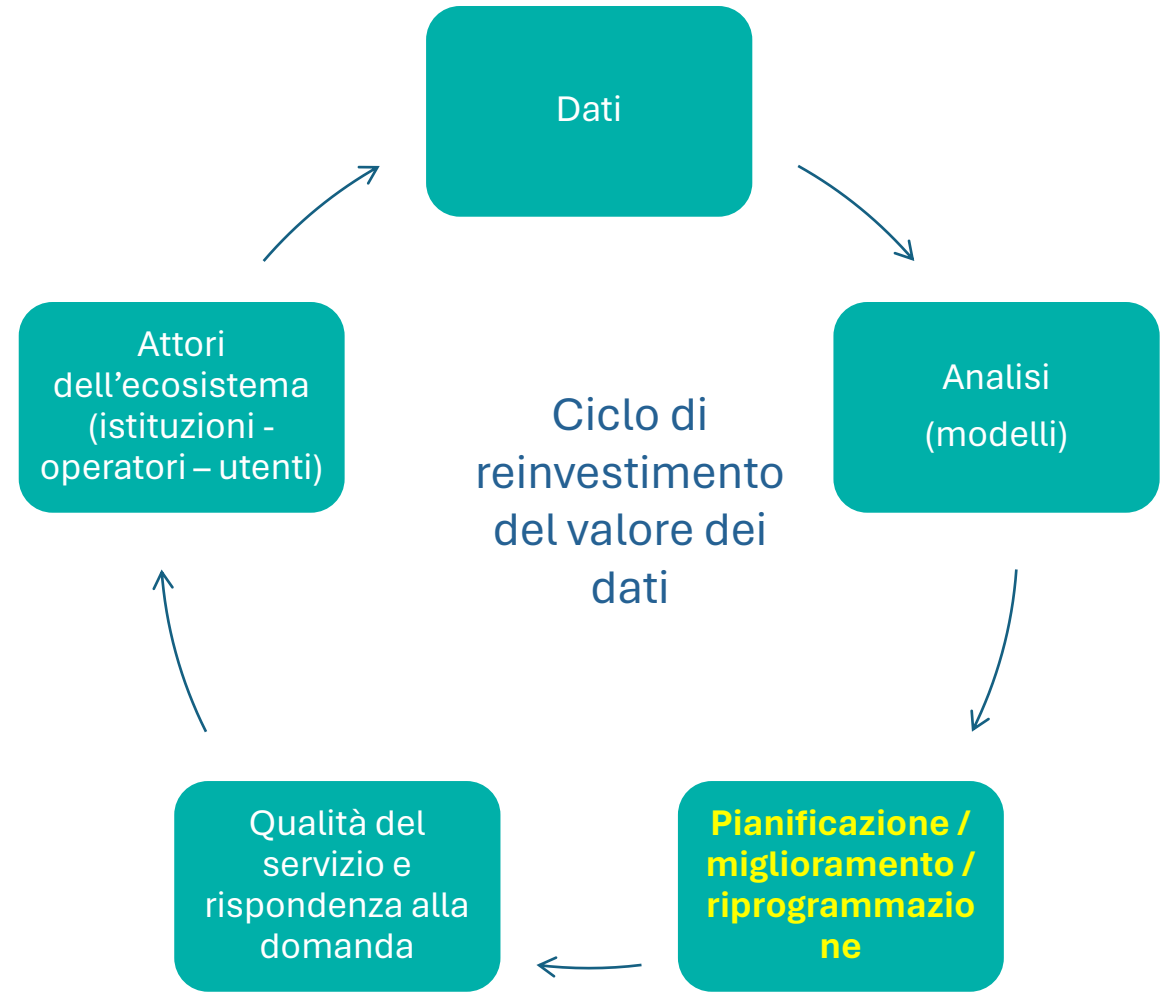 Dati
Analisi
(modelli)
Pianificazione /
miglioramento /
riprogrammazio
ne
Qualità del
servizio e
rispondenza alla
domanda
Attori
dell’ecosistema
(istituzioni -
operatori – utenti)
Ciclo di
reinvestimento
del valore dei
dati